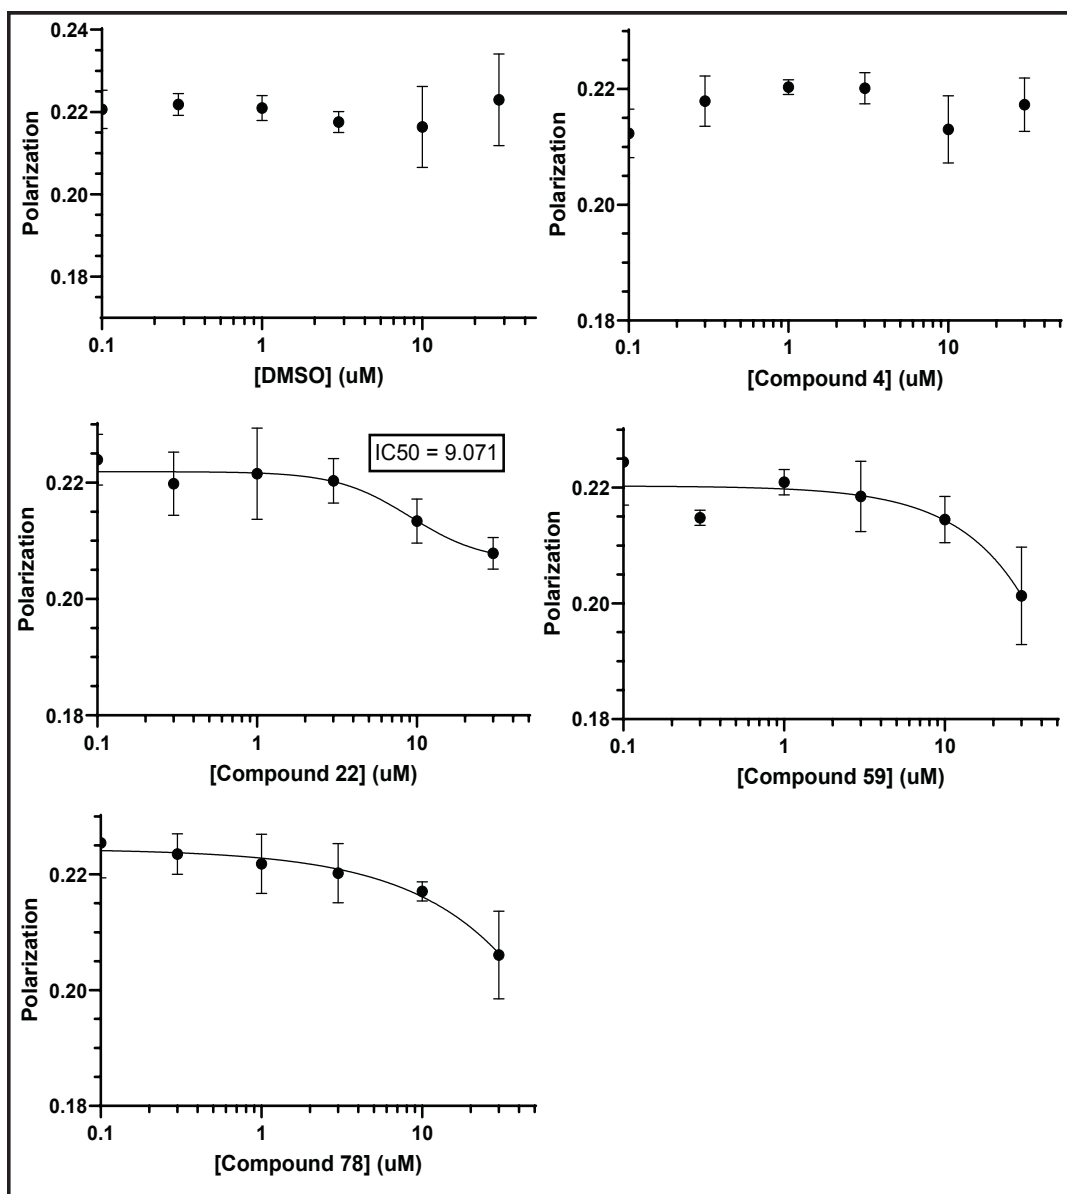 0.24
0.22
0.20
0.18
Polarization
0.1
1
10
[DMSO] (uM)
0.22
0.20
0.18
Polarization
0.1
1
10
[Compound 4] (uM)
IC50 = 9.071
0.22
0.20
0.18
Polarization
0.1
1
10
[Compound 22] (uM)
0.22
0.20
0.18
Polarization
0.1
1
10
[Compound 59] (uM)
0.22
0.20
0.18
Polarization
0.1
1
10
[Compound 78] (uM)